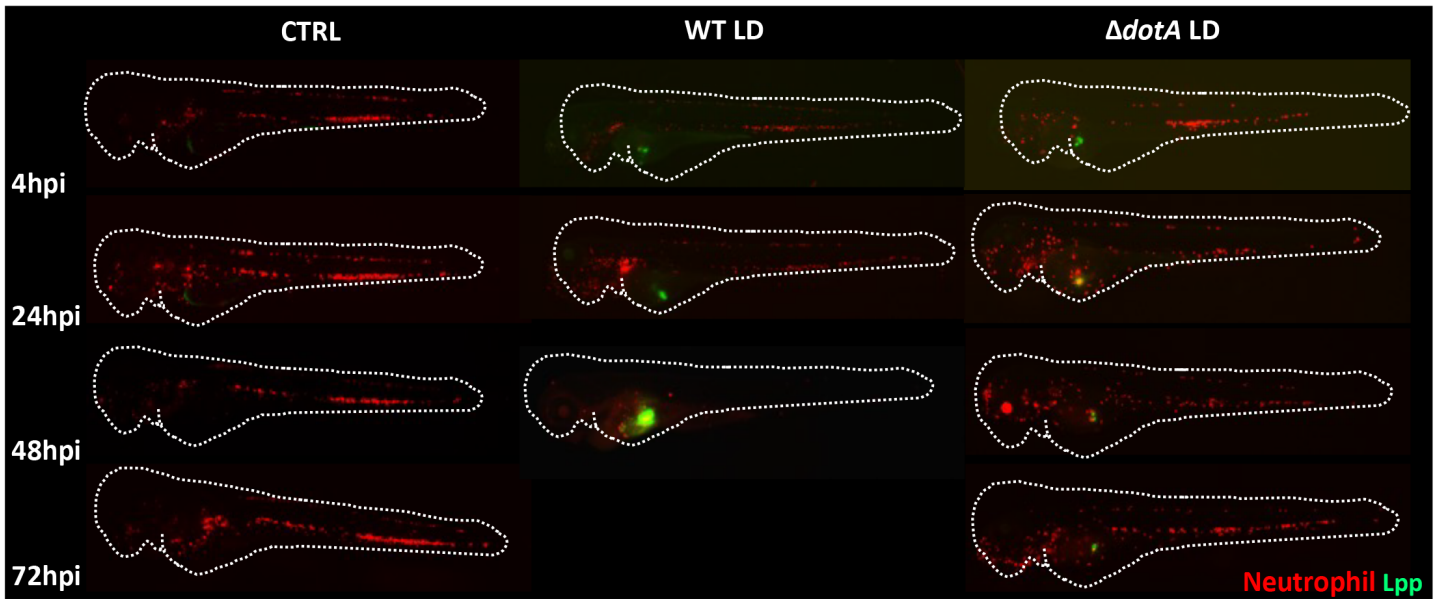 CTRL WT LD ΔdotA LD
4hpi
24hpi
48hpi
72hpi
Neutrophil Lpp